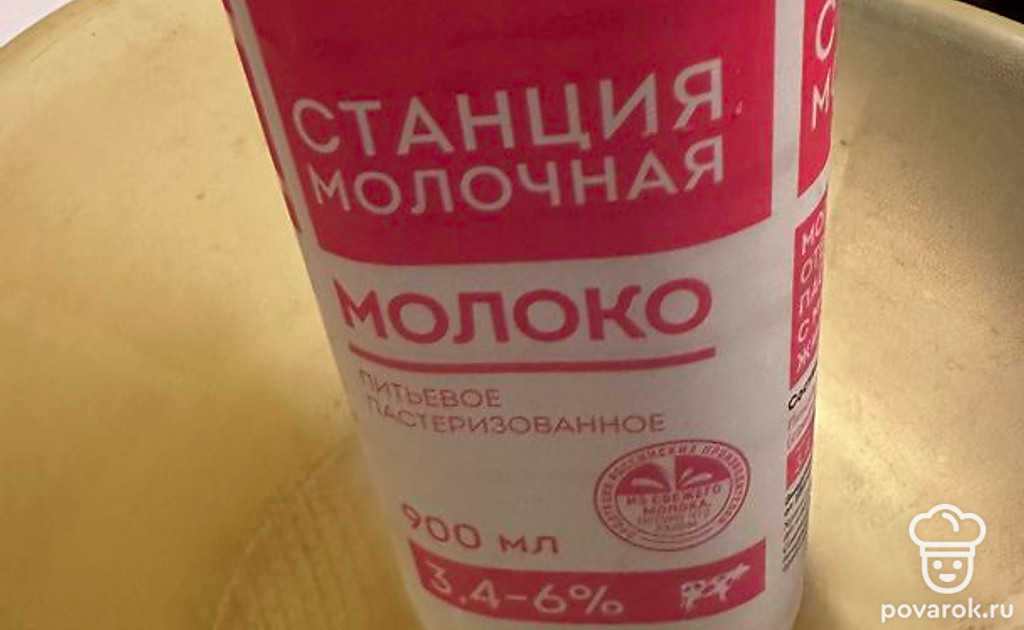 СТАНЦИЯ
МОЛОЧНАЯ
МОЛОКО
ПИТЬЕВОЕ
ПАСТЕРИЗОВАННОЕ
ИЗ СВЕЖЕГО
МОЛОКА
900 мл
3,4-6%
povarok.ru